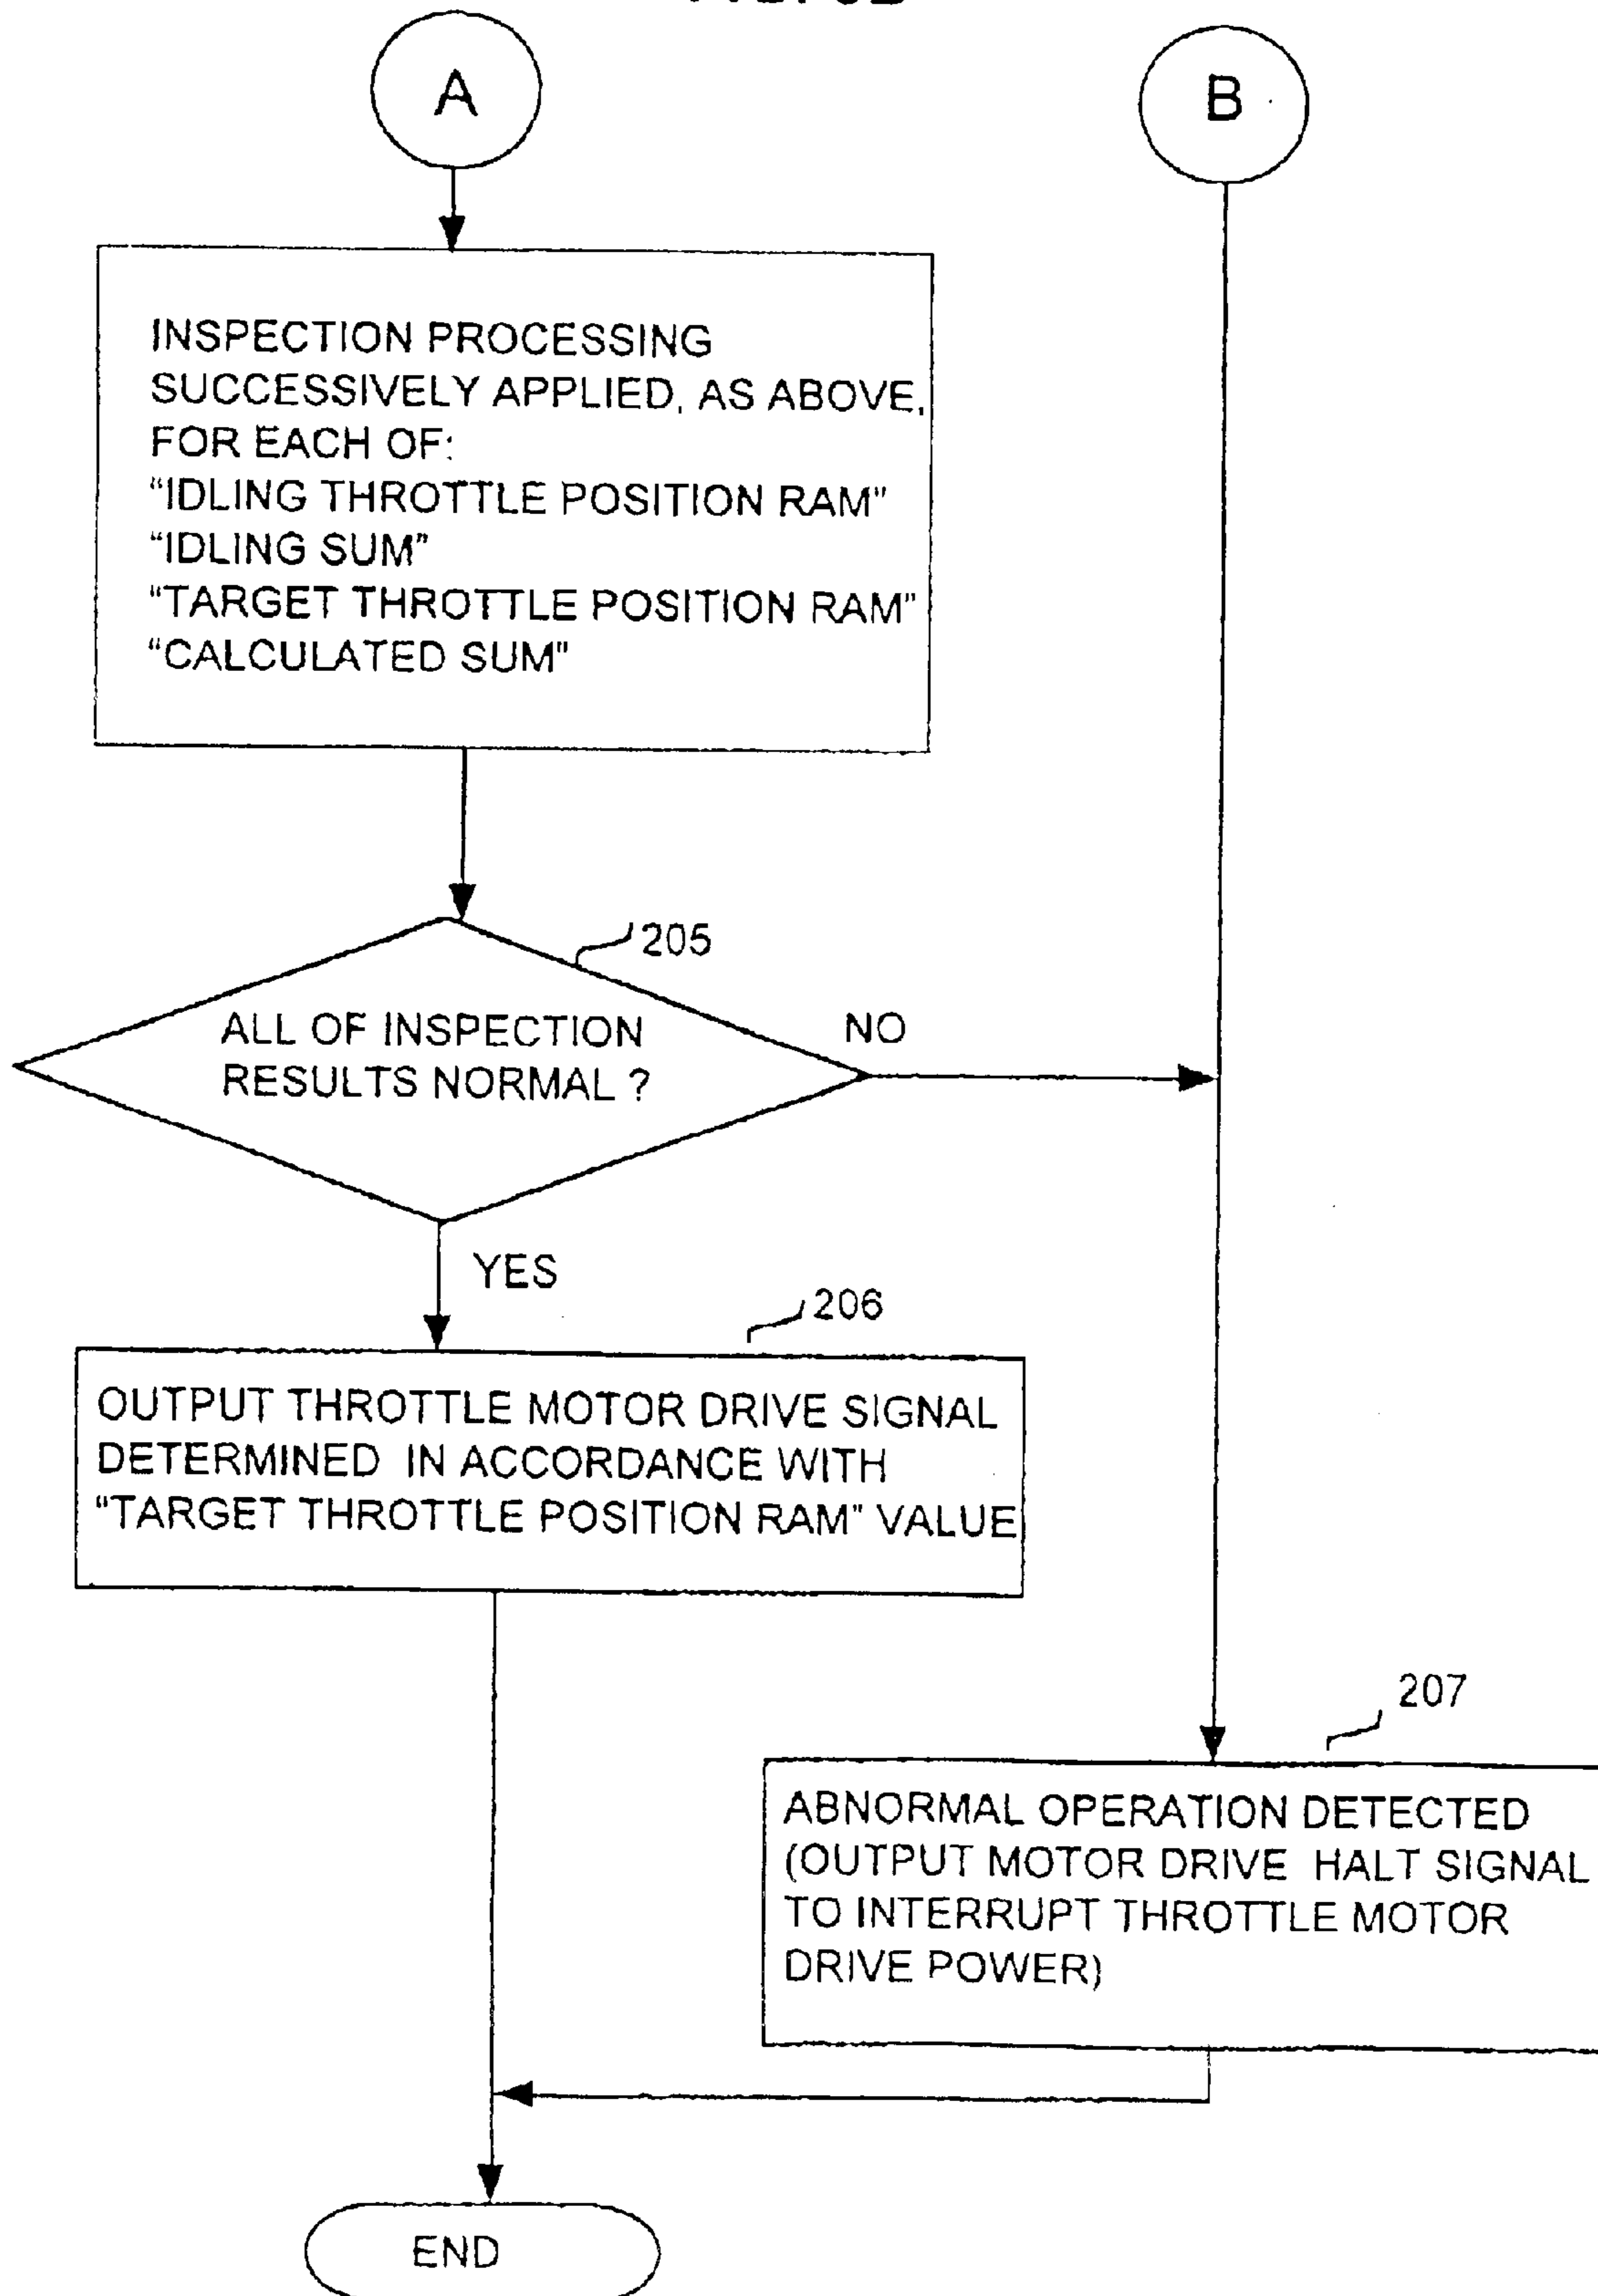 A
B
INSPECTION PROCESSING
SUCCESSIVELY APPLIED, AS ABOVE,
FOR EACH OF:
“IDLING THROTTLE POSITION RAM”
“IDLING SUM”
“TARGET THROTTLE POSITION RAM”
“CALCULATED SUM”
205
ALL OF INSPECTION
RESULTS NORMAL ?
NO
YES
206
OUTPUT THROTTLE MOTOR DRIVE SIGNAL
DETERMINED IN ACCORDANCE WITH
“TARGET THROTTLE POSITION RAM” VALUE
207
ABNORMAL OPERATION DETECTED
(OUTPUT MOTOR DRIVE HALT SIGNAL
TO INTERRUPT THROTTLE MOTOR
DRIVE POWER)
END